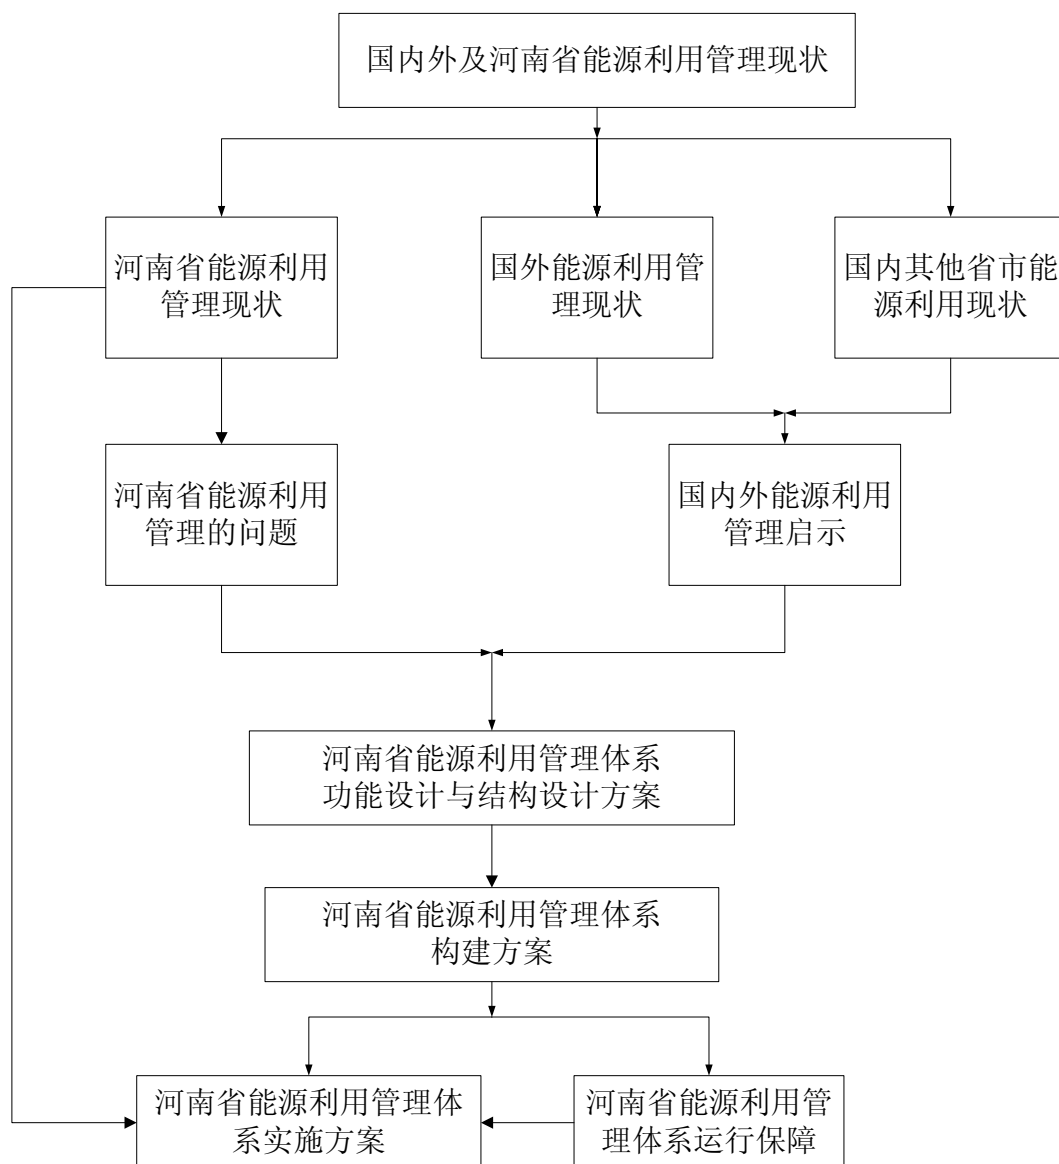 国内外及河南省能源利用管理现状
河南省能源利用
管理现状
国外能源利用管
理现状
国内其他省市能
源利用现状
河南省能源利用
管理的问题
国内外能源利用
管理启示
河南省能源利用管理体系
功能设计与结构设计方案
河南省能源利用管理体系
构建方案
河南省能源利用管理体
系实施方案
河南省能源利用管
理体系运行保障